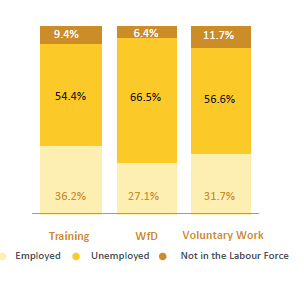 9.4% 6.4% 11.7%
54.4% 66.5% 56.6%
36.2% 27.1% 31.7%
Training WfD Voluntary Work
Employed Unemployed Not in the Labour Force